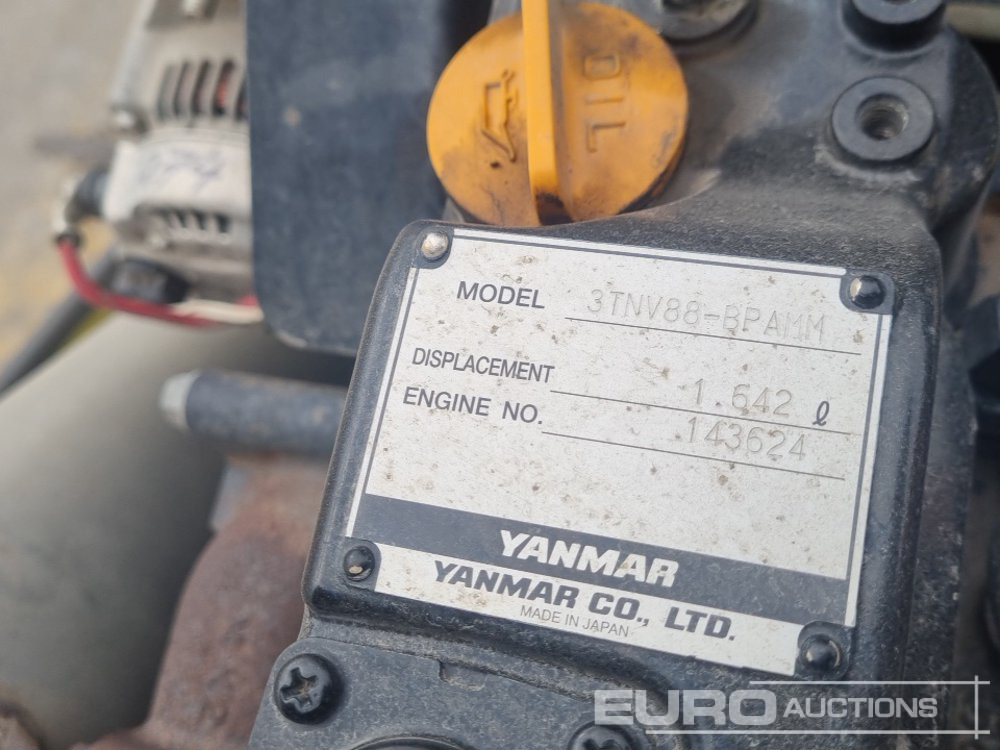 OIL
MODEL 3TNV88-BPAMM
DISPLACEMENT 1.642 ℓ
ENGINE NO. 143624
YANMAR
YANMAR CO., LTD.
MADE IN JAPAN
EURO AUCTIONS